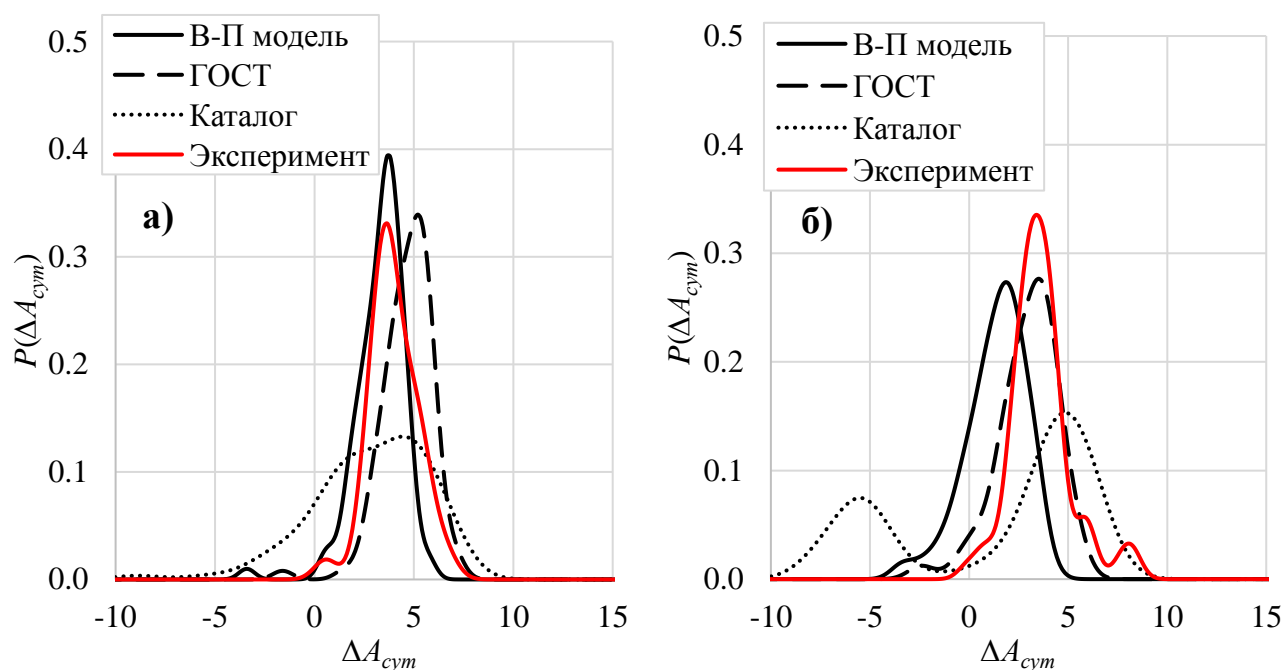 0.5
0.4
0.3
0.2
0.1
0.0
-10
-5
0
5
10
15
P(ΔAсут)
ΔAсут
В-П модель
ГОСТ
Каталог
Эксперимент
а)
0.5
0.4
0.3
0.2
0.1
0.0
-10
-5
0
5
10
15
P(ΔAсут)
ΔAсут
В-П модель
ГОСТ
Каталог
Эксперимент
б)